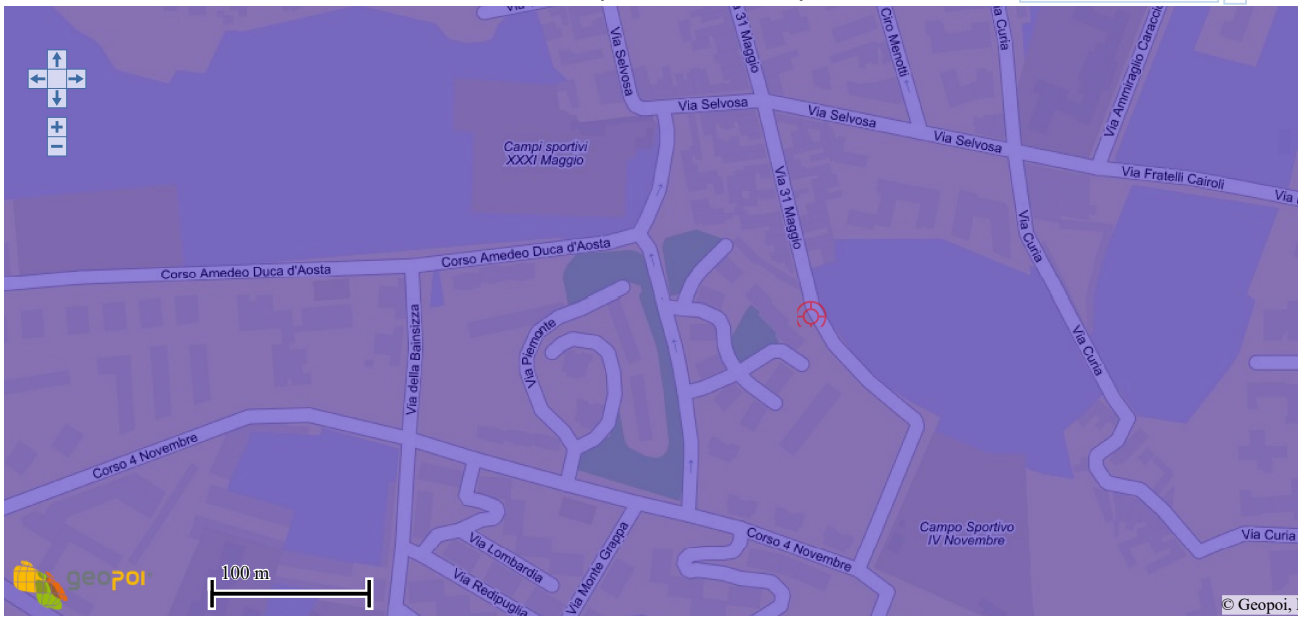 Via Selvosa
Via 31 Maggio
Ciro Menotti
Via Curia
Via Ammiraglio Caracciolo
Via Selvosa
Via Selvosa
Via Selvosa
Campi sportivi
XXXI Maggio
Via Fratelli Cairoli
Via
Via 31 Maggio
Via Curia
Corso Amedeo Duca d'Aosta
Corso Amedeo Duca d'Aosta
Via Piemonte
Via della Bainsizza
Via Curia
Corso 4 Novembre
Campo Sportivo
IV Novembre
Via Curia
Corso 4 Novembre
Via Lombardia
Via Monte Grappa
Via Redipuglia
geopoi
100 m
© Geopoi,